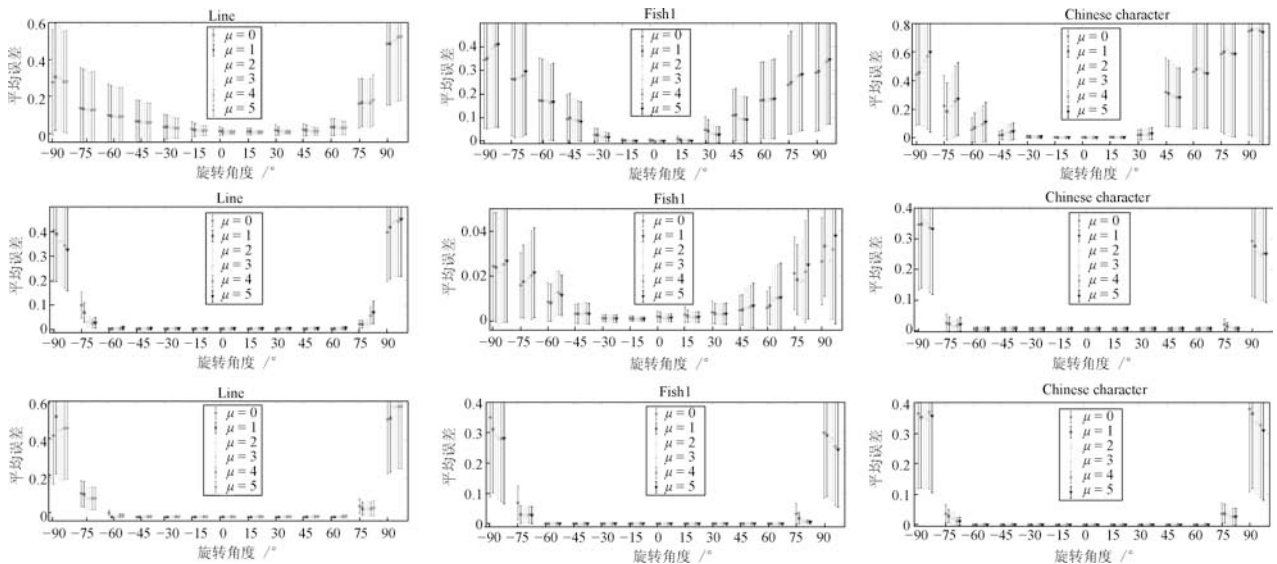 Line
0.6
0.4
0.2
0
平均误差
μ = 0
μ = 1
μ = 2
μ = 3
μ = 4
μ = 5
−90 −75 −60 −45 −30 −15 0 15 30 45 60 75 90
旋转角度 /°
Fish1
0.4
0.3
0.2
0.1
0
平均误差
μ = 0
μ = 1
μ = 2
μ = 3
μ = 4
μ = 5
−90 −75 −60 −45 −30 −15 0 15 30 45 60 75 90
旋转角度 /°
Chinese character
0.8
0.6
0.4
0.2
0
平均误差
μ = 0
μ = 1
μ = 2
μ = 3
μ = 4
μ = 5
−90 −75 −60 −45 −30 −15 0 15 30 45 60 75 90
旋转角度 /°
Line
0.4
0.3
0.2
0.1
0
平均误差
μ = 0
μ = 1
μ = 2
μ = 3
μ = 4
μ = 5
−90 −75 −60 −45 −30 −15 0 15 30 45 60 75 90
旋转角度 /°
Fish1
0.04
0.02
0
平均误差
μ = 0
μ = 1
μ = 2
μ = 3
μ = 4
μ = 5
−90 −75 −60 −45 −30 −15 0 15 30 45 60 75 90
旋转角度 /°
Chinese character
0.4
0.3
0.2
0.1
0
平均误差
μ = 0
μ = 1
μ = 2
μ = 3
μ = 4
μ = 5
−90 −75 −60 −45 −30 −15 0 15 30 45 60 75 90
旋转角度 /°
Line
0.6
0.4
0.2
0
平均误差
μ = 0
μ = 1
μ = 2
μ = 3
μ = 4
μ = 5
−90 −75 −60 −45 −30 −15 0 15 30 45 60 75 90
旋转角度 /°
Fish1
0.4
0.3
0.2
0.1
0
平均误差
μ = 0
μ = 1
μ = 2
μ = 3
μ = 4
μ = 5
−90 −75 −60 −45 −30 −15 0 15 30 45 60 75 90
旋转角度 /°
Chinese character
0.4
0.3
0.2
0.1
0
平均误差
μ = 0
μ = 1
μ = 2
μ = 3
μ = 4
μ = 5
−90 −75 −60 −45 −30 −15 0 15 30 45 60 75 90
旋转角度 /°